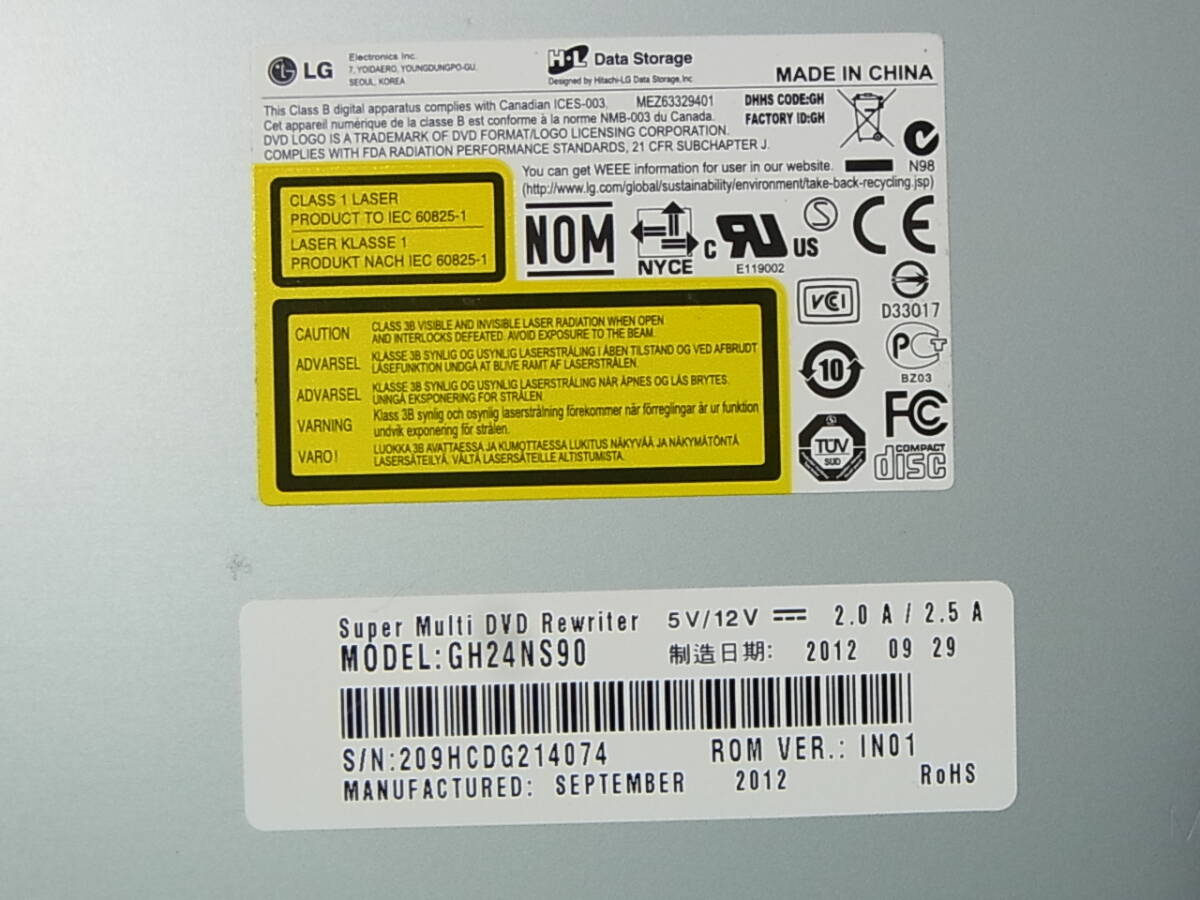 LG
Electronics Inc.
7, YOIDAERO, YOUNGDUNGPO-GU,
SEOUL, KOREA
H·L Data Storage
Designed by Hitachi-LG Data Storage, Inc.
MADE IN CHINA
This Class B digital apparatus complies with Canadian ICES-003. MEZ63329401
Cet appareil numérique de la classe B est conforme à la norme NMB-003 du Canada.
DVD LOGO IS A TRADEMARK OF DVD FORMAT/LOGO LICENSING CORPORATION.
COMPLIES WITH FDA RADIATION PERFORMANCE STANDARDS, 21 CFR SUBCHAPTER J.
DHHS CODE:GH
FACTORY ID:GH
N98
You can get WEEE information for user in our website.
(http://www.lg.com/global/sustainability/environment/take-back-recycling.jsp)
CLASS 1 LASER
PRODUCT TO IEC 60825-1
LASER KLASSE 1
PRODUKT NACH IEC 60825-1
NOM
NYCE
C RU US
E119002
S
CE
VCI
D33017
10
PCT
BZ03
FC
TÜV
SÜD
COMPACT
disc
CAUTION CLASS 3B VISIBLE AND INVISIBLE LASER RADIATION WHEN OPEN
AND INTERLOCKS DEFEATED. AVOID EXPOSURE TO THE BEAM.
ADVARSEL KLASSE 3B SYNLIG OG USYNLIG LASERSTRÅLING I ÅBEN TILSTAND OG VED AFBRUDT
LÅSEFUNKTION UNDGÅ AT BLIVE RAMT AF LASERSTRÅLEN.
ADVARSEL KLASSE 3B SYNLIG OG USYNLIG LASERSTRÅLING NÅR ÅPNES OG LÅS BRYTES.
UNNGÅ EKSPONERING FOR STRÅLEN.
VARNING Klass 3B synlig och osynlig laserstrålning förekommer när förreglingar är ur funktion
undvik exponering för strålen.
VARO! LUOKKA 3B AVATTAESSA JA KUMOTTAESSA LUKITUS NÄKYVÄÄ JA NÄKYMÄTÖNTÄ
LASERSÄTEILYÄ, VÄLTÄ LASERSÄTEILLE ALTISTUMISTA.
Super Multi DVD Rewriter 5V/12V 2.0 A / 2.5 A
MODEL:GH24NS90 制造日期: 2012 09 29
S/N:209HCDG214074 ROM VER.: IN01
MANUFACTURED: SEPTEMBER 2012 RoHS